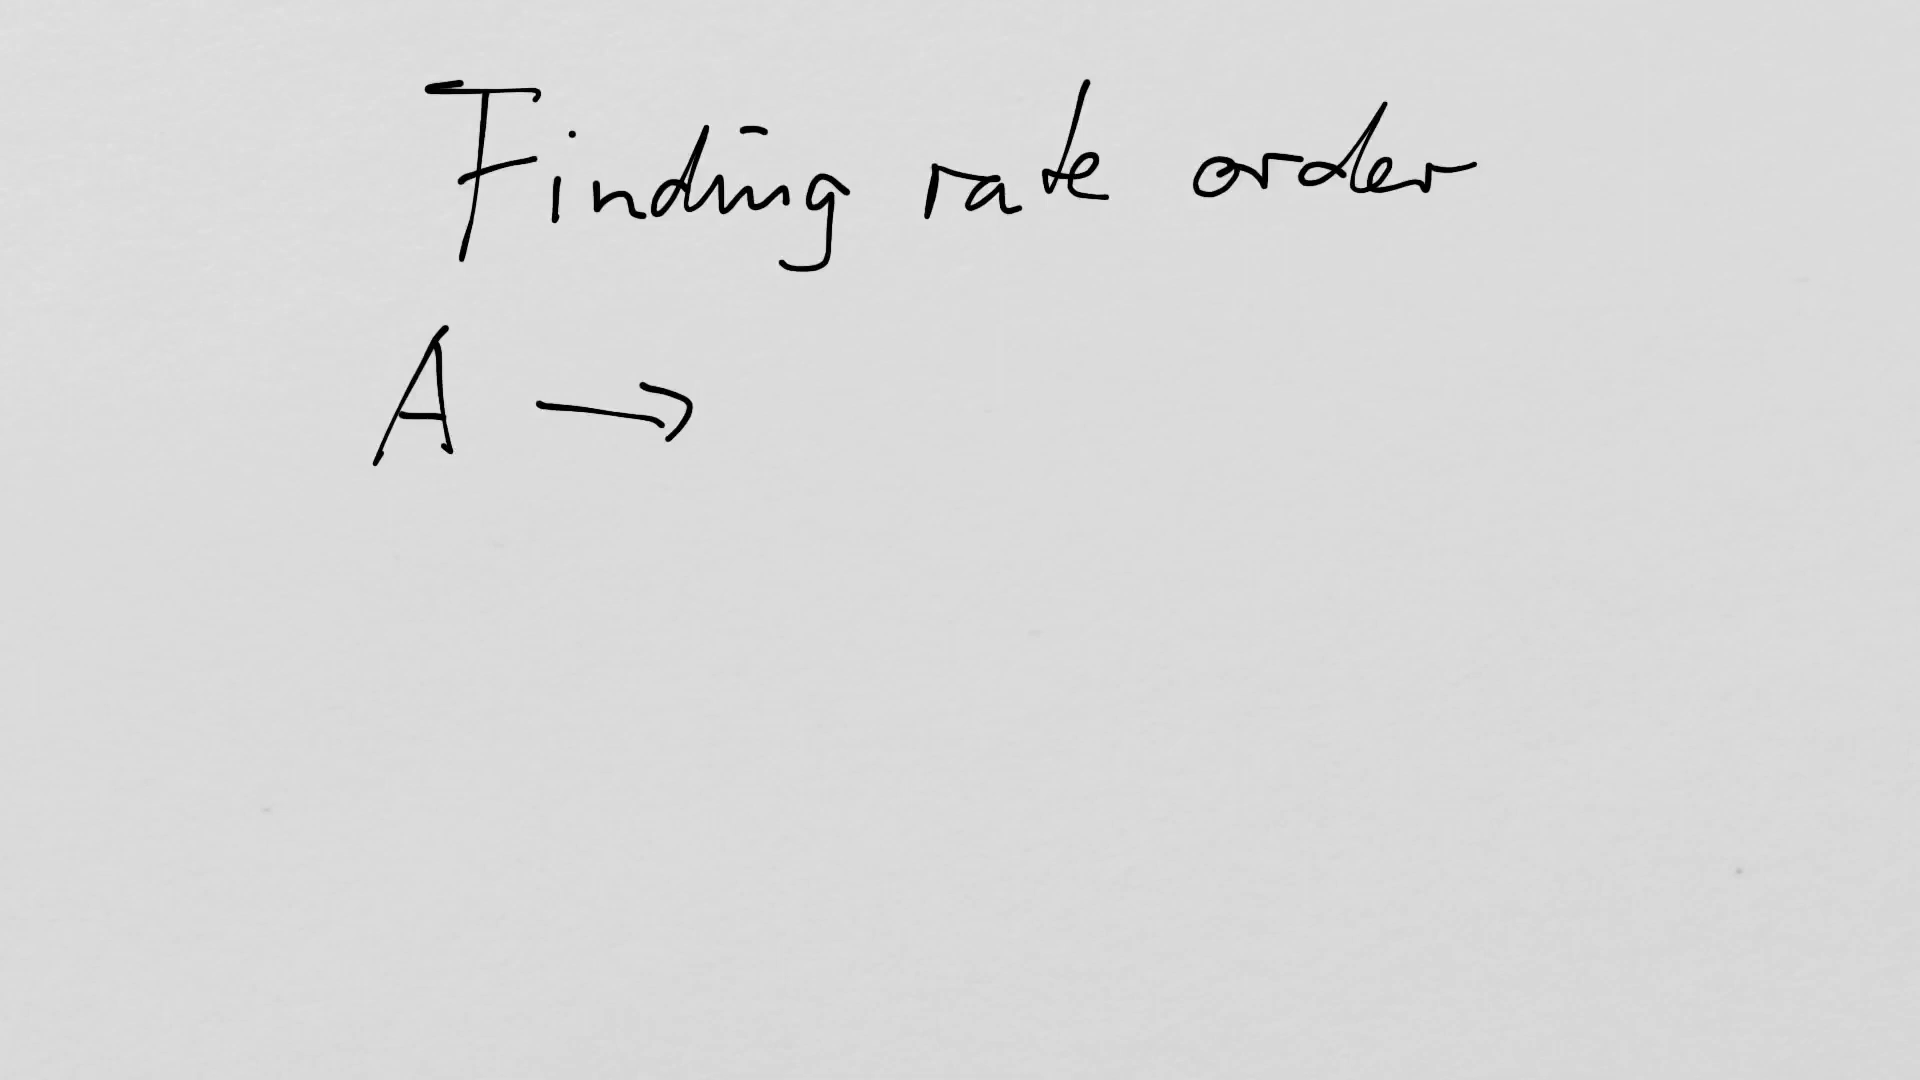 Finding rate order
A →